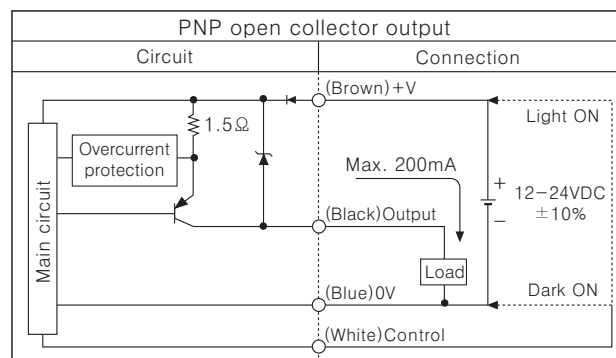 PNP open collector output
Circuit
Connection
(Brown)+V
Light ON
1.5Ω
Overcurrent
protection
Max. 200mA
+
12-24VDC
−
±10%
Main circuit
(Black)Output
Load
(Blue)0V
Dark ON
(White)Control